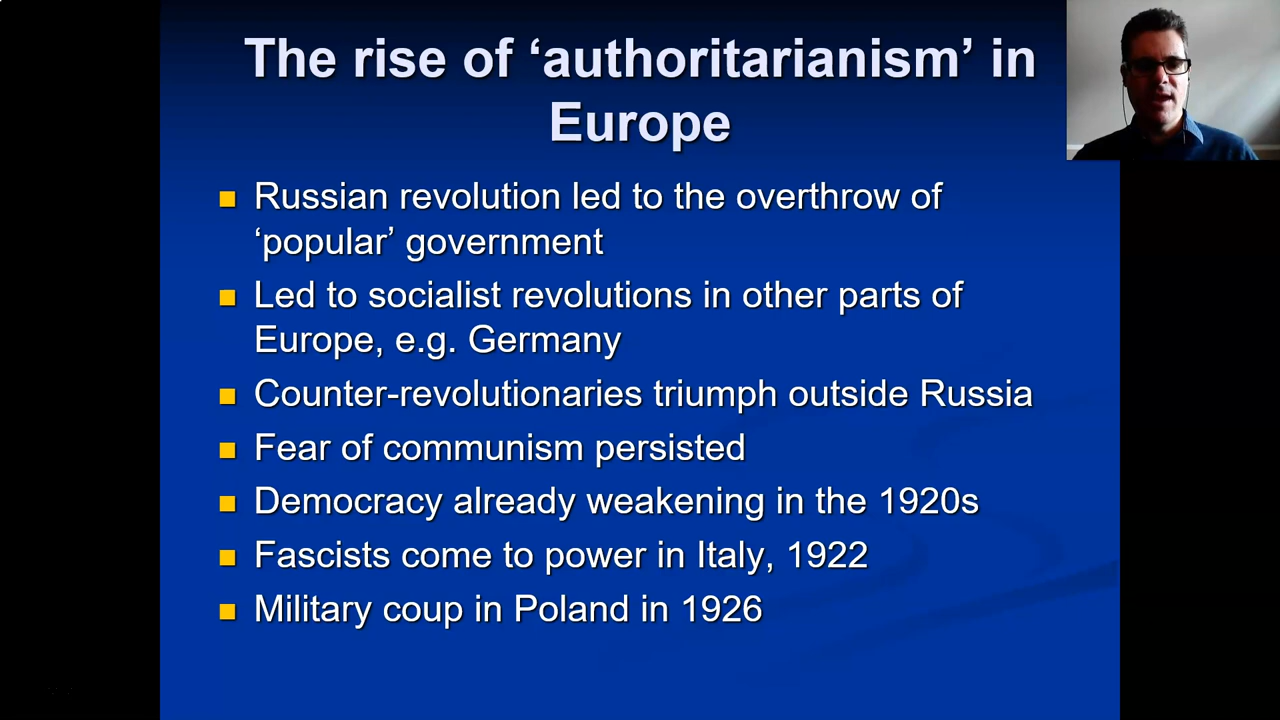 The rise of ‘authoritarianism’ in
Europe
Russian revolution led to the overthrow of
‘popular’ government
Led to socialist revolutions in other parts of
Europe, e.g. Germany
Counter-revolutionaries triumph outside Russia
Fear of communism persisted
Democracy already weakening in the 1920s
Fascists come to power in Italy, 1922
Military coup in Poland in 1926